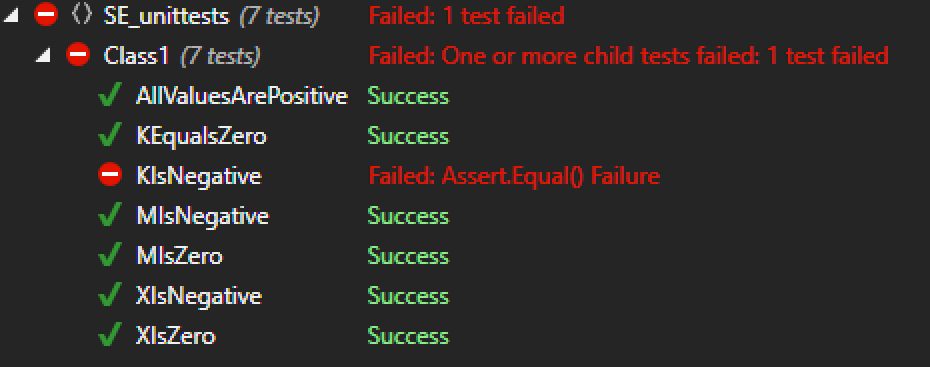 SE_unittests (7 tests) Failed: 1 test failed
Class1 (7 tests) Failed: One or more child tests failed: 1 test failed
AllValuesArePositive Success
KEqualsZero Success
KIsNegative Failed: Assert.Equal() Failure
MIsNegative Success
MIsZero Success
XIsNegative Success
XIsZero Success